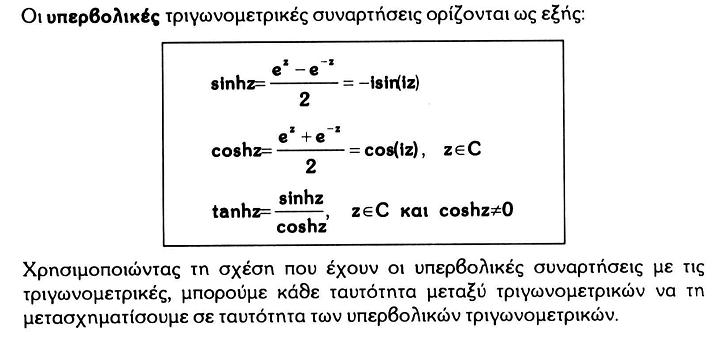 Οι υπερβολικές τριγωνομετρικές συναρτήσεις ορίζονται ως εξής:
sinhz= (e^z − e^−z)/2 = −isin(iz)
coshz= (e^z + e^−z)/2 = cos(iz), z∈C
tanhz= sinhz/coshz, z∈C και coshz≠0
Χρησιμοποιώντας τη σχέση που έχουν οι υπερβολικές συναρτήσεις με τις
τριγωνομετρικές, μπορούμε κάθε ταυτότητα μεταξύ τριγωνομετρικών να τη
μετασχηματίσουμε σε ταυτότητα των υπερβολικών τριγωνομετρικών.